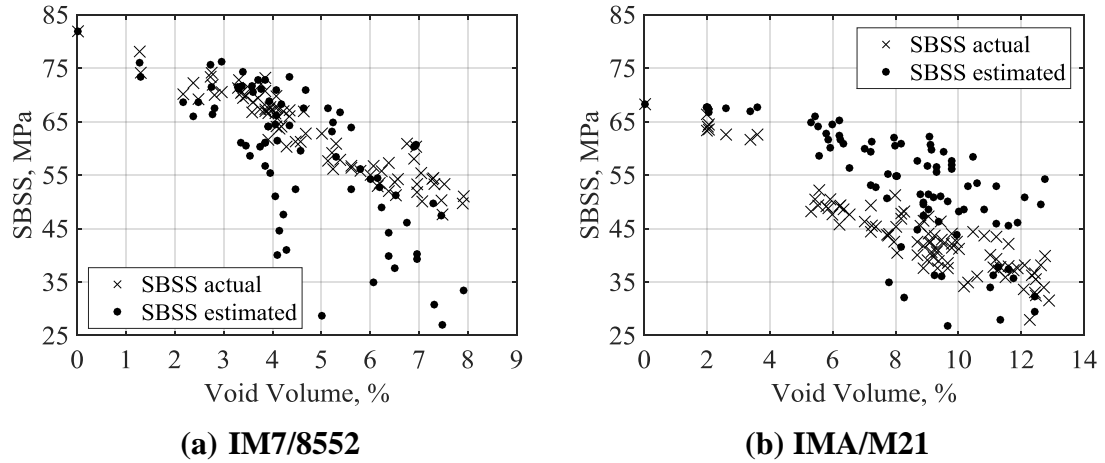 85
75
65
55
45
35
25
SBSS, MPa
SBSS actual
SBSS estimated
0 1 2 3 4 5 6 7 8 9
Void Volume, %
(a) IM7/8552
85
75
65
55
45
35
25
SBSS, MPa
SBSS actual
SBSS estimated
0 2 4 6 8 10 12 14
Void Volume, %
(b) IMA/M21